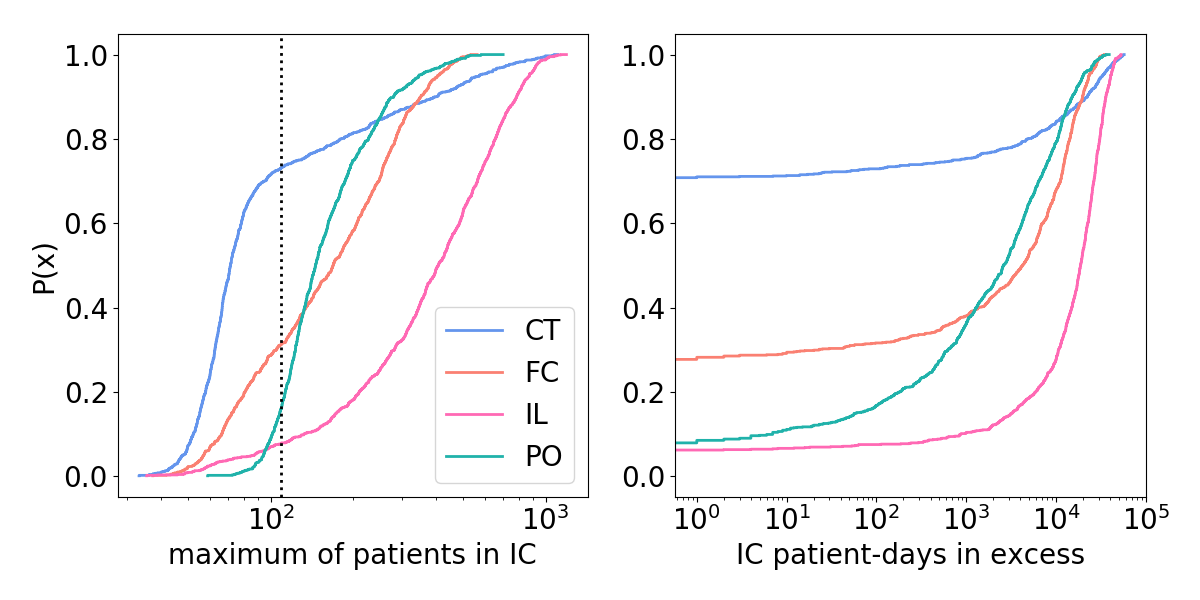 P(x)
1.0
0.8
0.6
0.4
0.2
0.0
10²
10³
maximum of patients in IC
CT
FC
IL
PO
1.0
0.8
0.6
0.4
0.2
0.0
10⁰
10¹
10²
10³
10⁴
10⁵
IC patient-days in excess